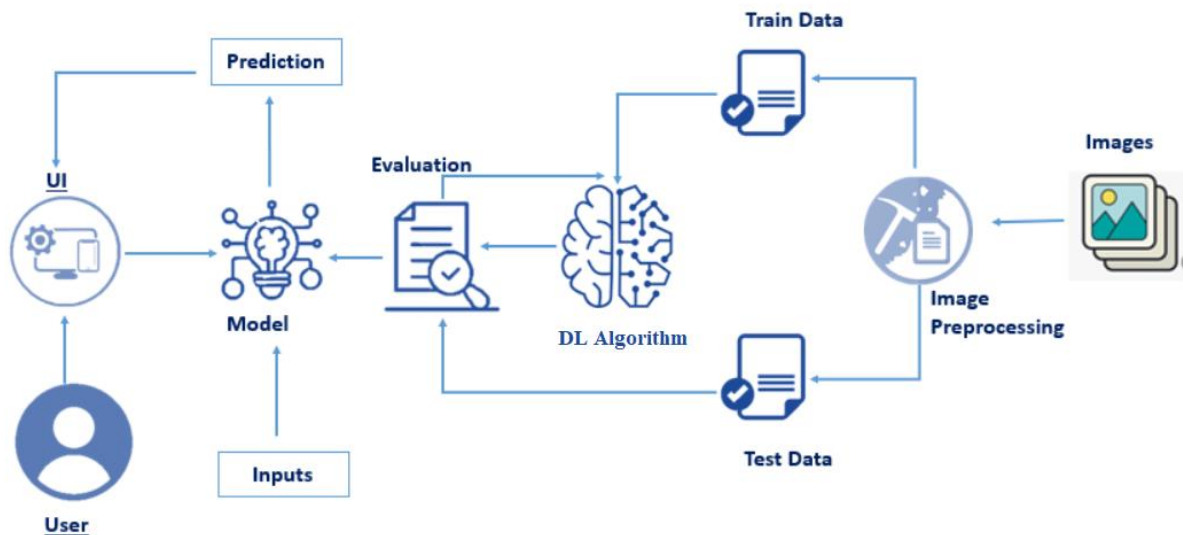 Train Data
Prediction
Evaluation
Images
UI
Model
DL Algorithm
Image
Preprocessing
Inputs
Test Data
User